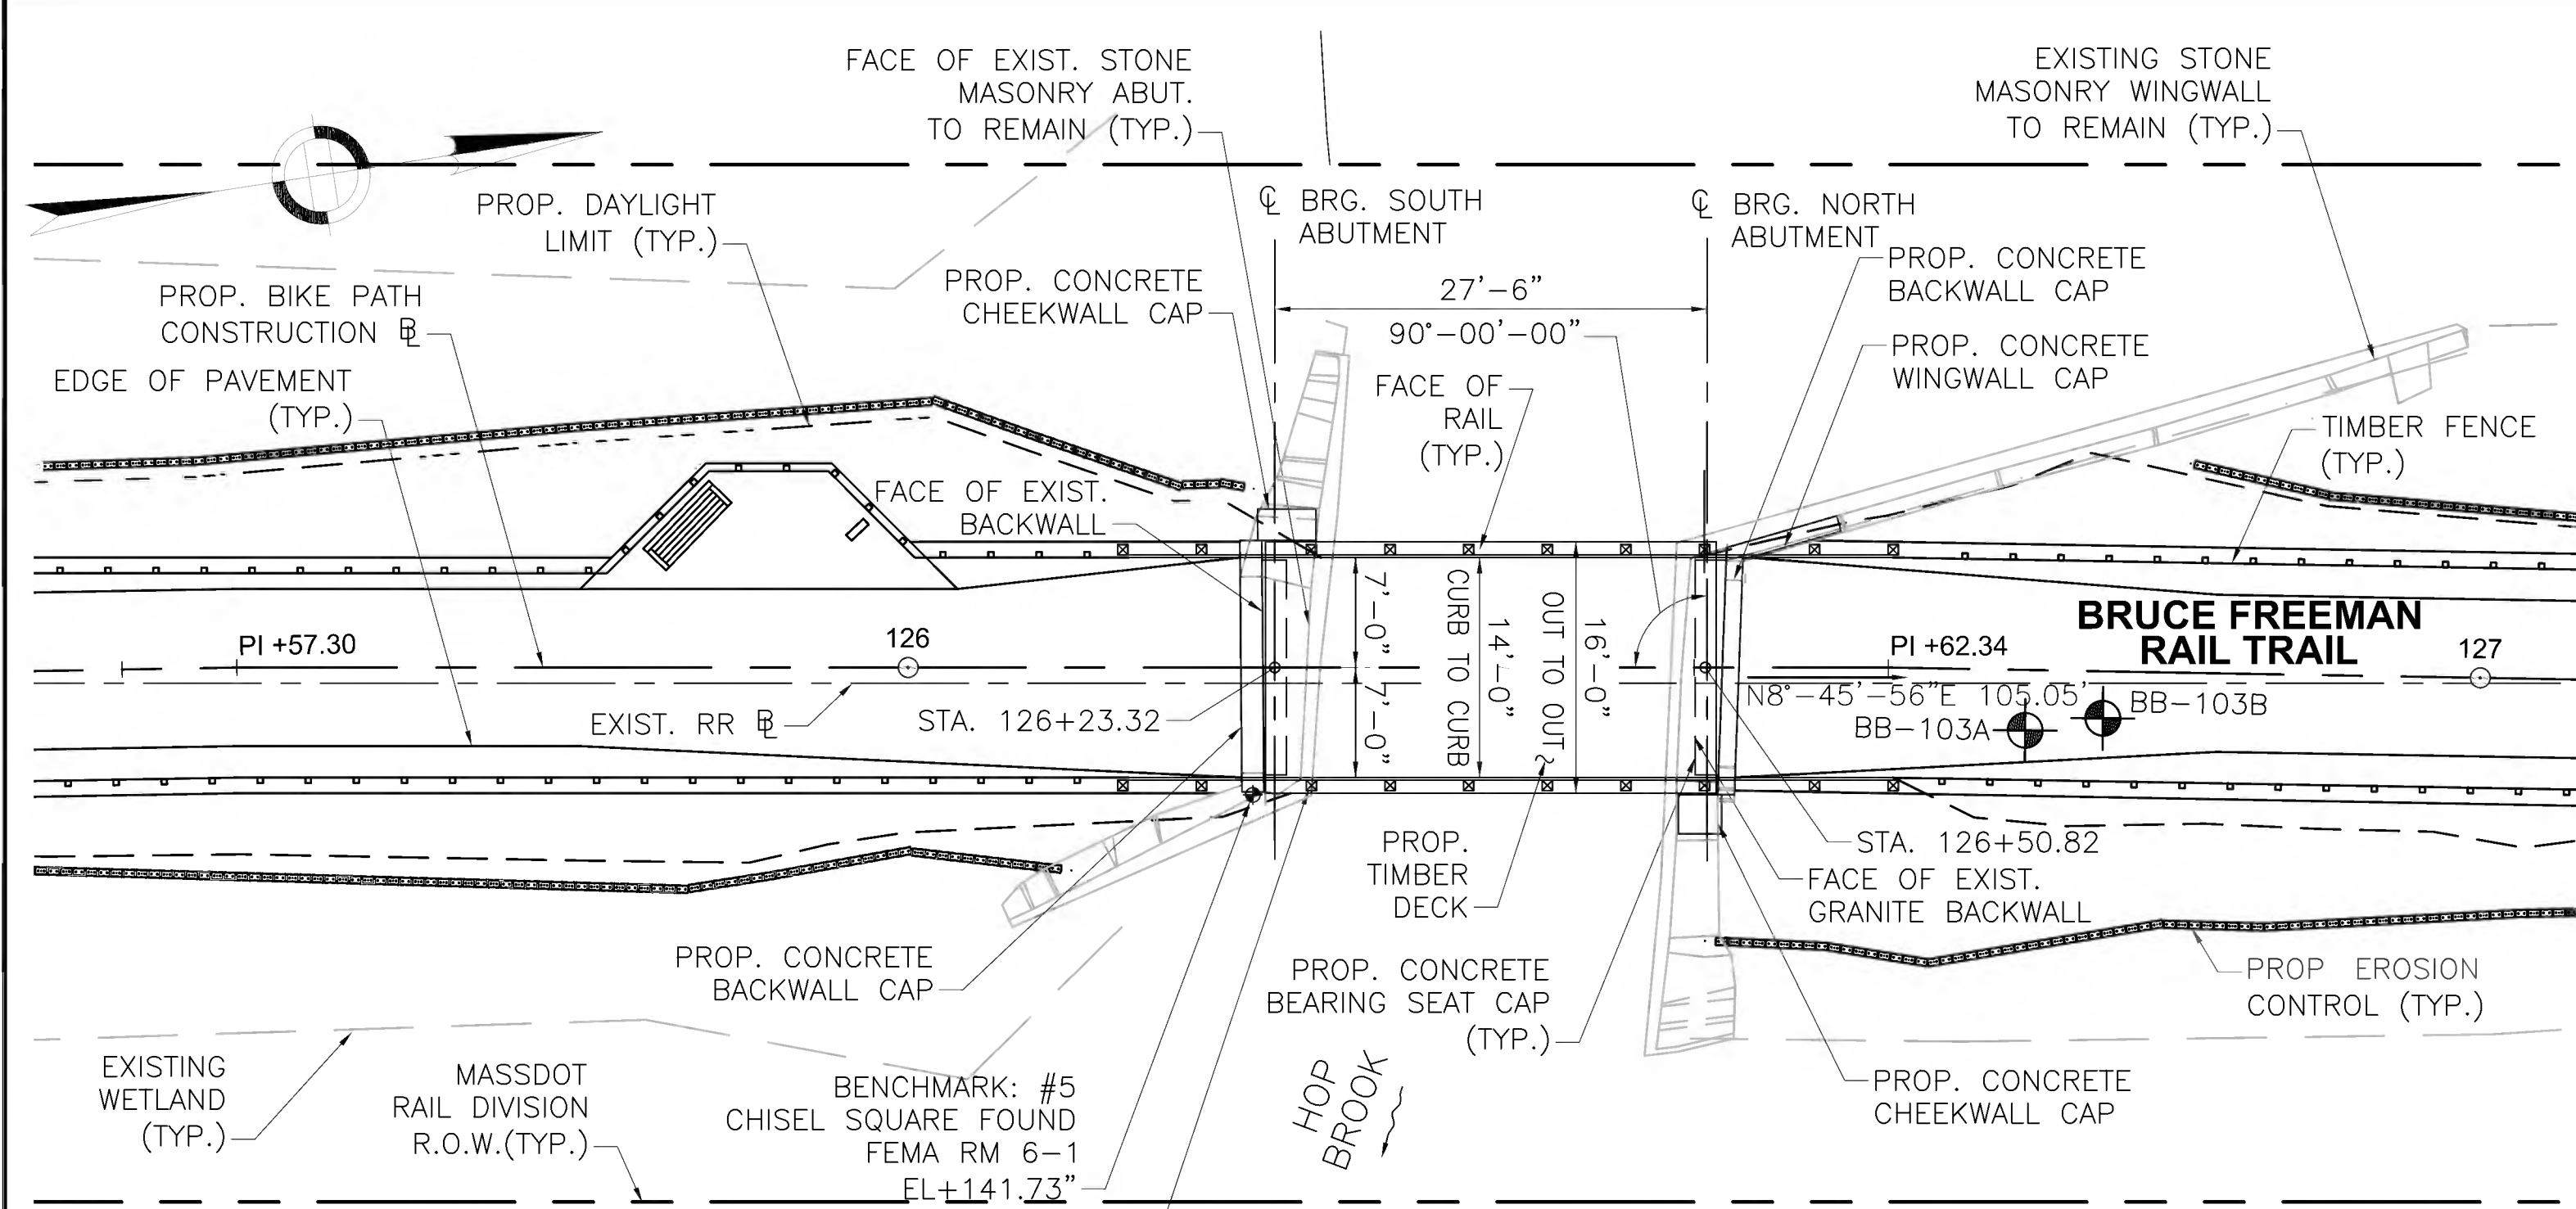 FACE OF EXIST. STONE
MASONRY ABUT.
TO REMAIN (TYP.)
EXISTING STONE
MASONRY WINGWALL
TO REMAIN (TYP.)
PROP. DAYLIGHT
LIMIT (TYP.)
℄ BRG. SOUTH
ABUTMENT
℄ BRG. NORTH
ABUTMENT
PROP. CONCRETE
CHEEKWALL CAP
27'-6"
90°-00'-00"
PROP. CONCRETE
BACKWALL CAP
PROP. BIKE PATH
CONSTRUCTION BL
PROP. CONCRETE
WINGWALL CAP
EDGE OF PAVEMENT
(TYP.)
FACE OF
RAIL
(TYP.)
TIMBER FENCE
(TYP.)
FACE OF EXIST.
BACKWALL
7'-0"
7'-0"
CURB TO CURB
14'-0"
OUT TO OUT
16'-0"
PI +57.30
126
PI +62.34
BRUCE FREEMAN
RAIL TRAIL
127
EXIST. RR BL
STA. 126+23.32
N8°-45'-56"E 105.05'
BB-103A
BB-103B
PROP.
TIMBER
DECK
STA. 126+50.82
FACE OF EXIST.
GRANITE BACKWALL
PROP. CONCRETE
BACKWALL CAP
PROP. CONCRETE
BEARING SEAT CAP
(TYP.)
PROP EROSION
CONTROL (TYP.)
EXISTING
WETLAND
(TYP.)
MASSDOT
RAIL DIVISION
R.O.W.(TYP.)
BENCHMARK: #5
CHISEL SQUARE FOUND
FEMA RM 6-1
EL+141.73"
HOP
BROOK
PROP. CONCRETE
CHEEKWALL CAP